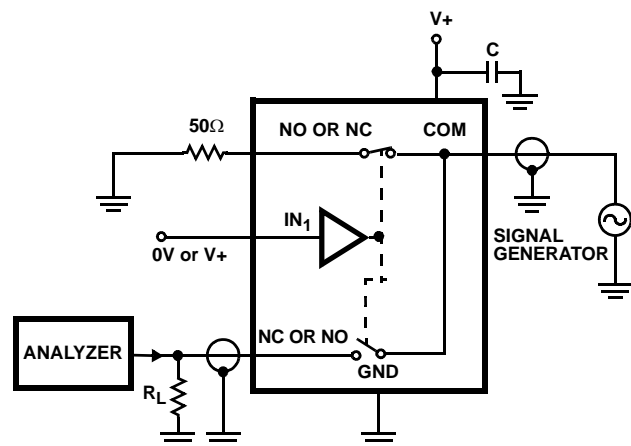 V+
C
50Ω
NO OR NC
COM
IN1
0V or V+
SIGNAL
GENERATOR
NC OR NO
ANALYZER
GND
RL